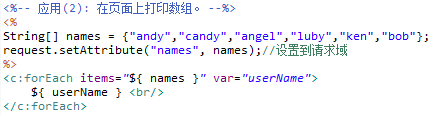 <%-- 应用(2): 在页面上打印数组。 --%>
<%
String[] names = {"andy","candy","angel","luby","ken","bob"};
request.setAttribute("names", names);//设置到请求域
%>
<c:forEach items="${ names }" var="userName">
    ${ userName } <br/>
</c:forEach>